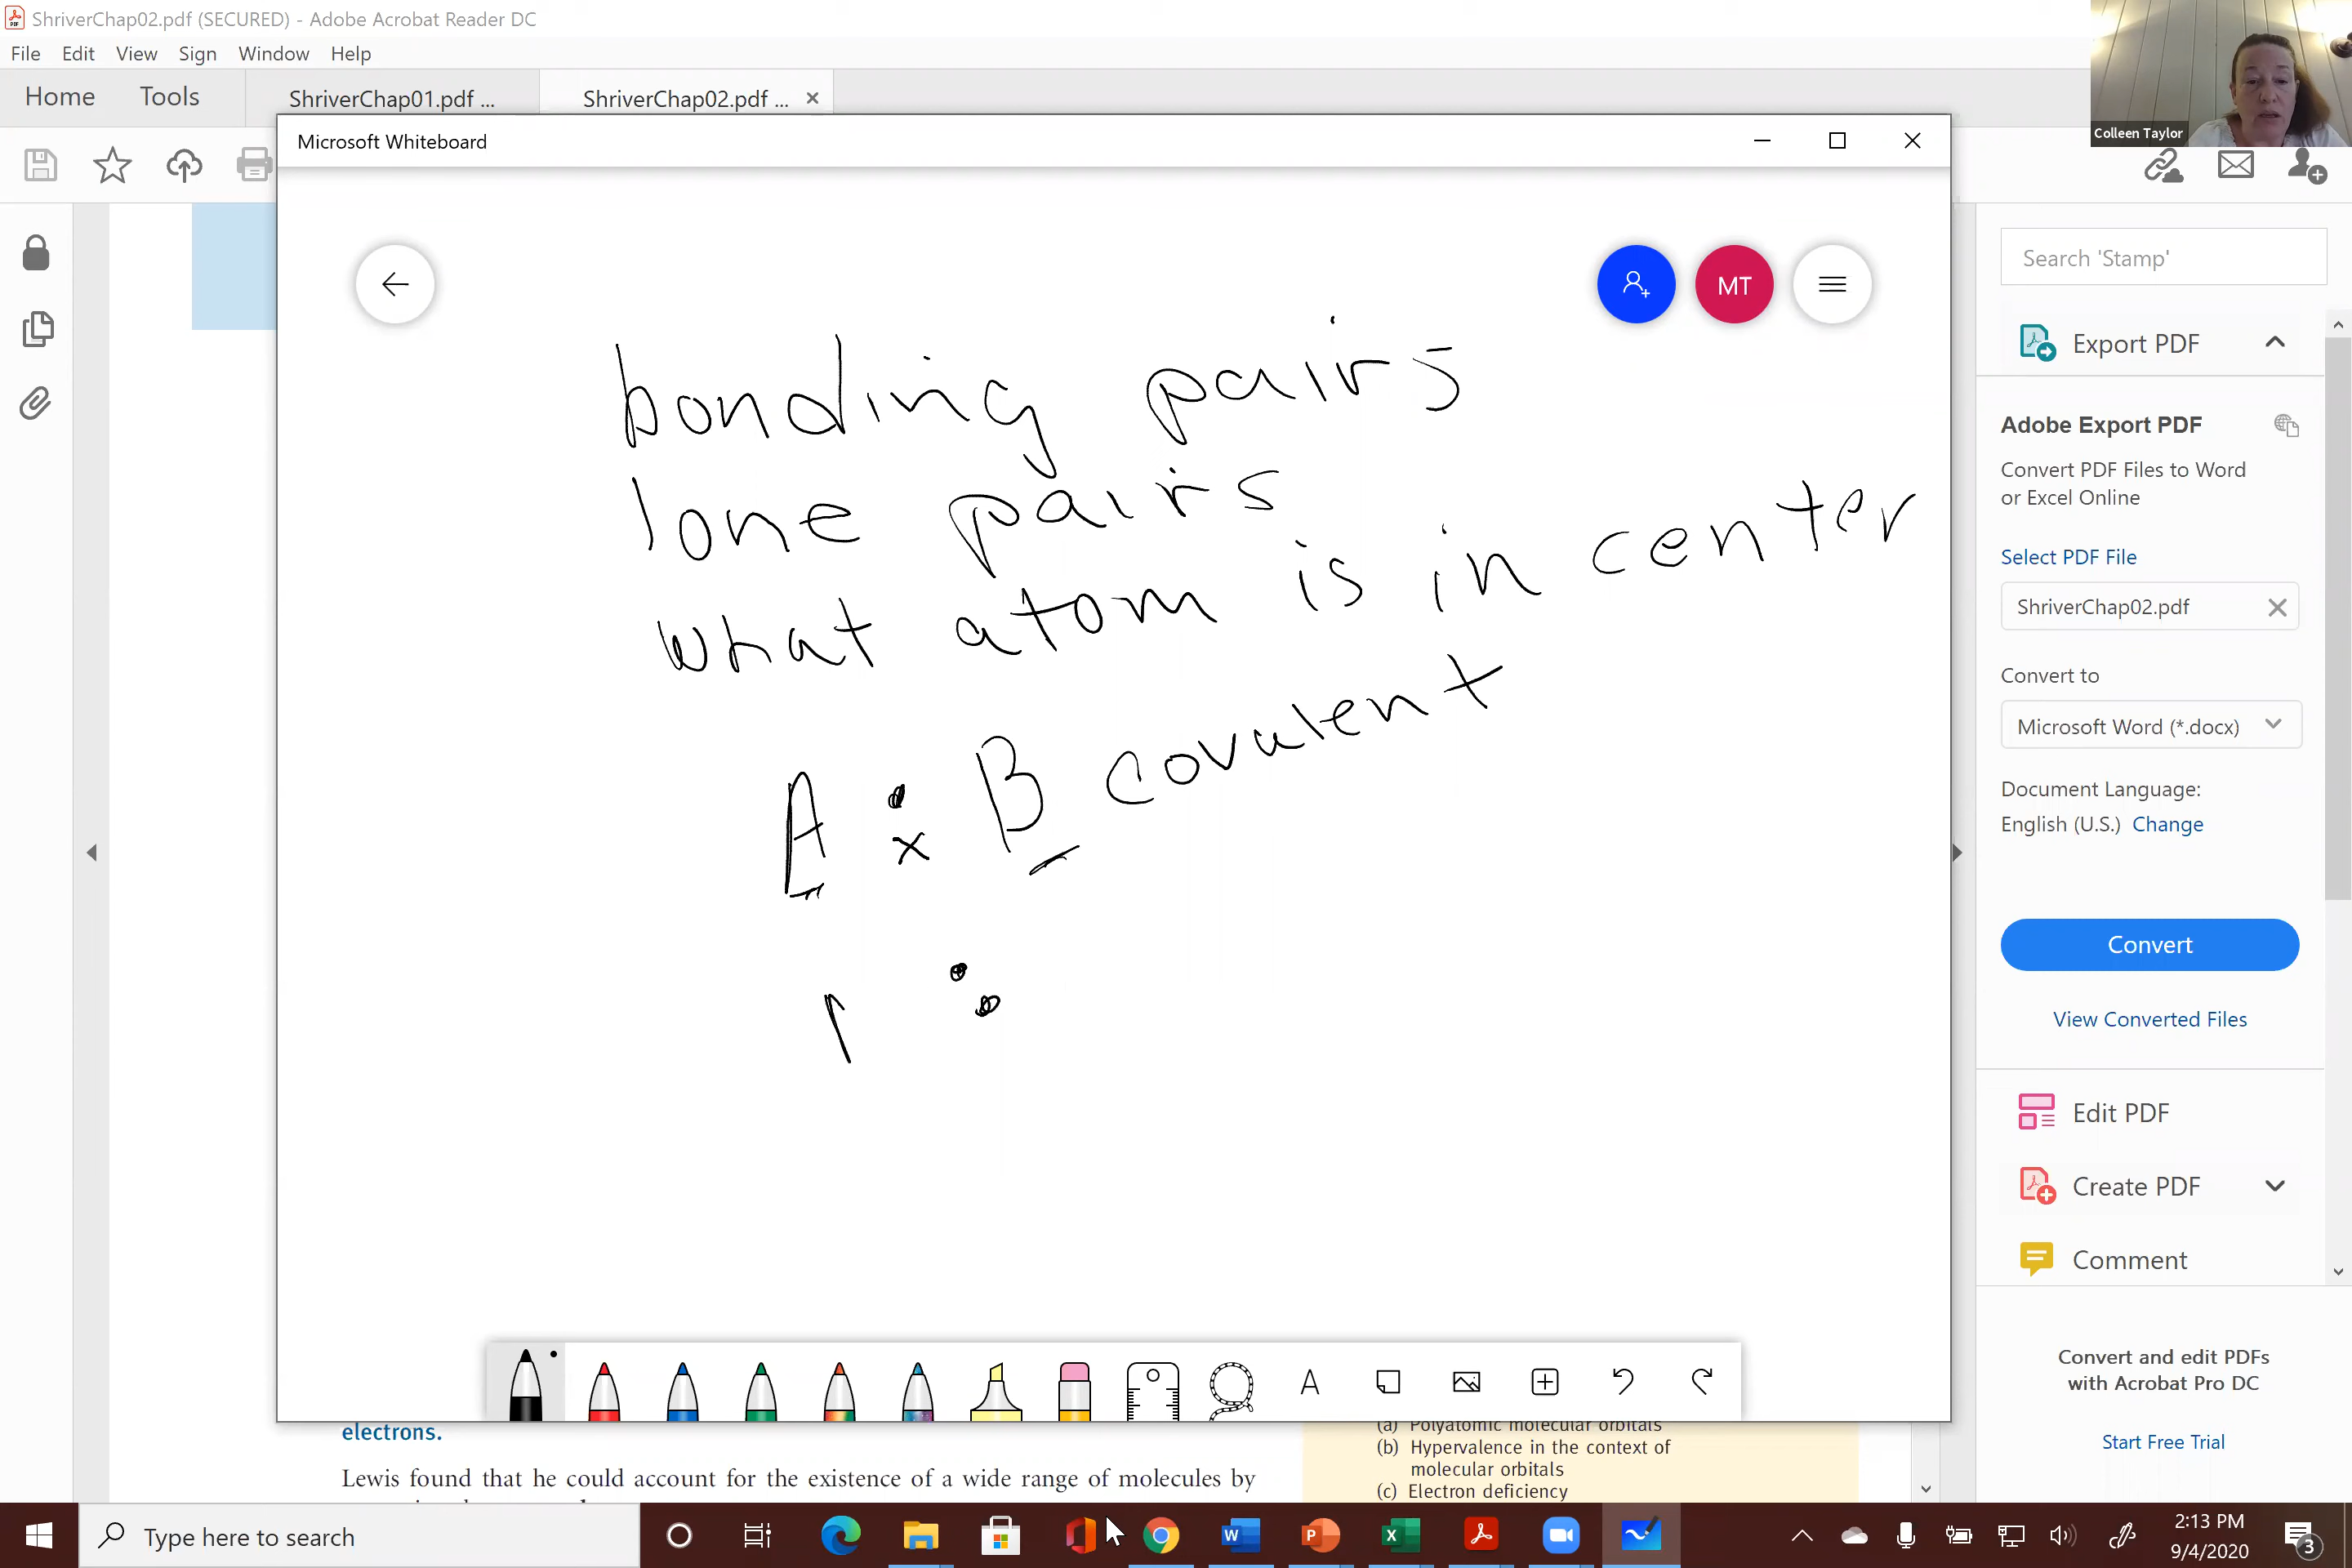 ShriverChap02.pdf (SECURED) - Adobe Acrobat Reader DC
File Edit View Sign Window Help
Home Tools ShriverChap01.pdf ... ShriverChap02.pdf ...
Colleen Taylor
Microsoft Whiteboard
MT
bonding pairs
lone pairs
what atom is in center
A B covalent
Search 'Stamp'
Export PDF
Adobe Export PDF
Convert PDF Files to Word
or Excel Online
Select PDF File
ShriverChap02.pdf
Convert to
Microsoft Word (*.docx)
Document Language:
English (U.S.) Change
Convert
View Converted Files
Edit PDF
Create PDF
Comment
Convert and edit PDFs
with Acrobat Pro DC
Start Free Trial
electrons.
Lewis found that he could account for the existence of a wide range of molecules by
(a) Polyatomic molecular orbitals
(b) Hypervalence in the context of
molecular orbitals
(c) Electron deficiency
Type here to search
2:13 PM
9/4/2020
3